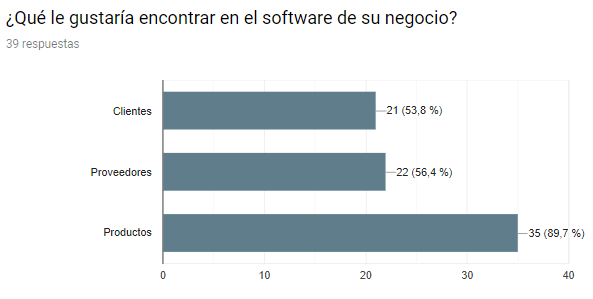 ¿Qué le gustaría encontrar en el software de su negocio?
39 respuestas
Clientes
21 (53,8 %)
Proveedores
22 (56,4 %)
Productos
35 (89,7 %)
0 10 20 30 40